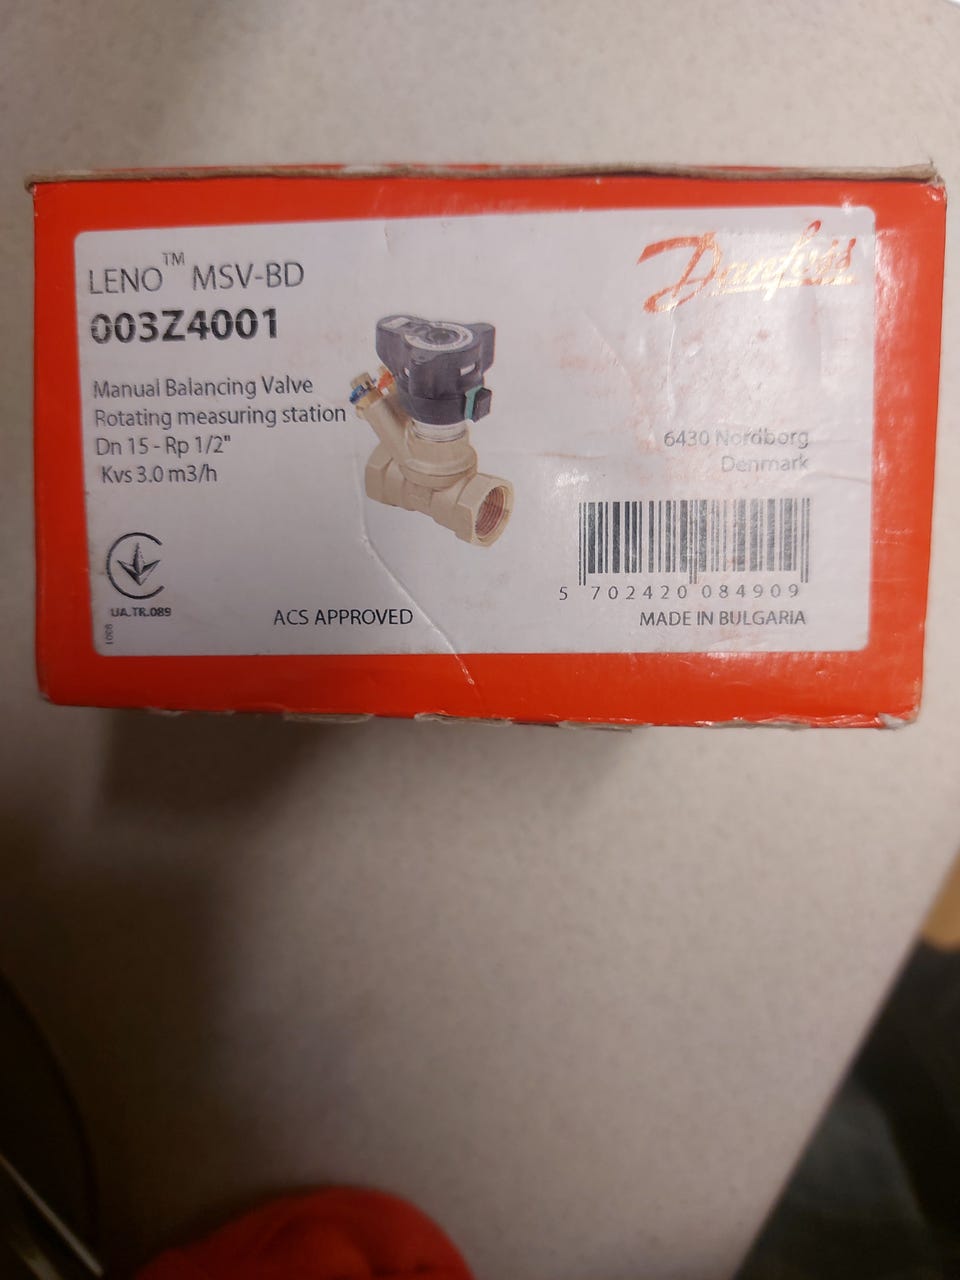 LENO™ MSV-BD
003Z4001
Manual Balancing Valve
Rotating measuring station
Dn 15 - Rp 1/2"
Kvs 3.0 m3/h
Danfoss
6430 Nordborg
Denmark
5 702420 084909
UA.TR.089
ACS APPROVED
MADE IN BULGARIA